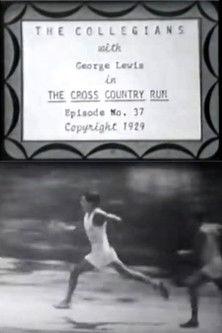 THE COLLEGIANS
with
George Lewis
in
THE CROSS COUNTRY RUN
Episode No. 37
Copyright 1929